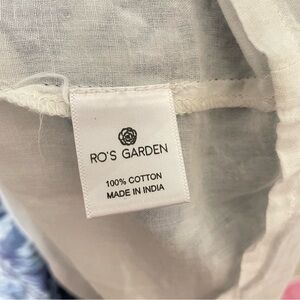 RO'S GARDEN
100% COTTON
MADE IN INDIA